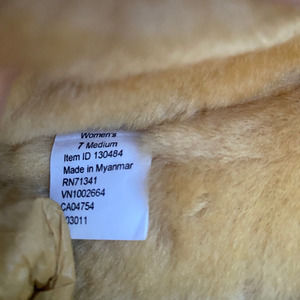 Women's
7 Medium
Item ID 130484
Made in Myanmar
RN71341
VN1002664
CA04754
03011